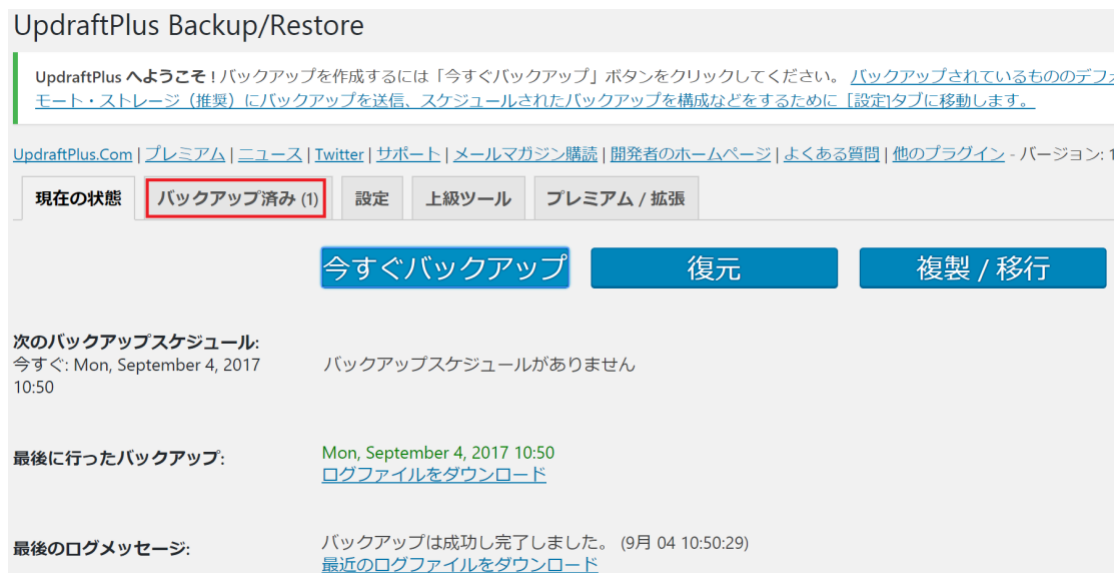 UpdraftPlus Backup/Restore
UpdraftPlus へようこそ ! バックアップを作成するには「今すぐバックアップ」ボタンをクリックしてください。 バックアップされているもののデフォ
モート・ストレージ（推奨）にバックアップを送信、スケジュールされたバックアップを構成などをするために [設定]タブに移動します。
UpdraftPlus.Com | プレミアム | ニュース | Twitter | サポート | メールマガジン購読 | 開発者のホームページ | よくある質問 | 他のプラグイン - バージョン: 1
現在の状態 バックアップ済み (1) 設定 上級ツール プレミアム / 拡張
今すぐバックアップ 復元 複製 / 移行
次のバックアップスケジュール:
今すぐ: Mon, September 4, 2017 バックアップスケジュールがありません
10:50
最後に行ったバックアップ: Mon, September 4, 2017 10:50
ログファイルをダウンロード
最後のログメッセージ: バックアップは成功し完了しました。 (9月 04 10:50:29)
最近のログファイルをダウンロード